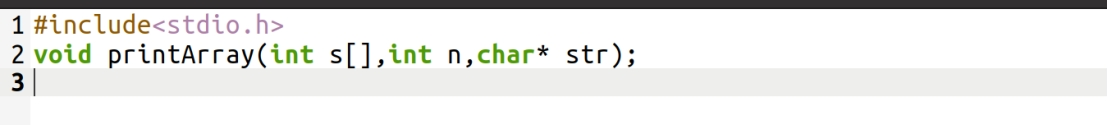 1 #include<stdio.h>
2 void printArray(int s[],int n,char* str);
3